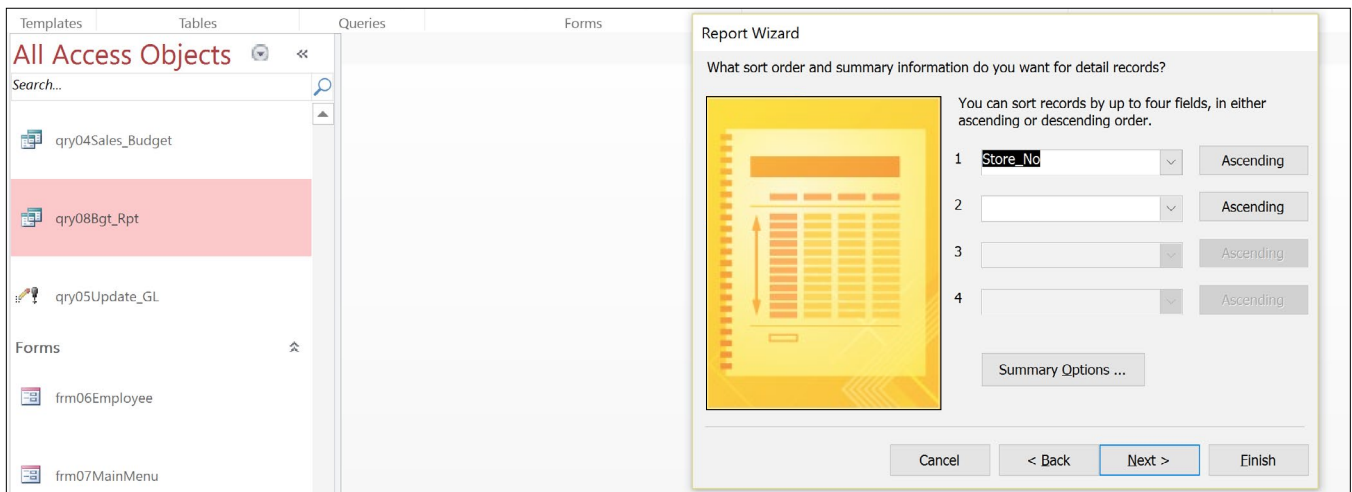 Templates Tables Queries Forms
All Access Objects
Search...
qry04Sales_Budget
qry08Bgt_Rpt
qry05Update_GL
Forms
frm06Employee
frm07MainMenu
Report Wizard
What sort order and summary information do you want for detail records?
You can sort records by up to four fields, in either
ascending or descending order.
1 Store_No Ascending
2 Ascending
3 Ascending
4 Ascending
Summary Options ...
Cancel < Back Next > Finish